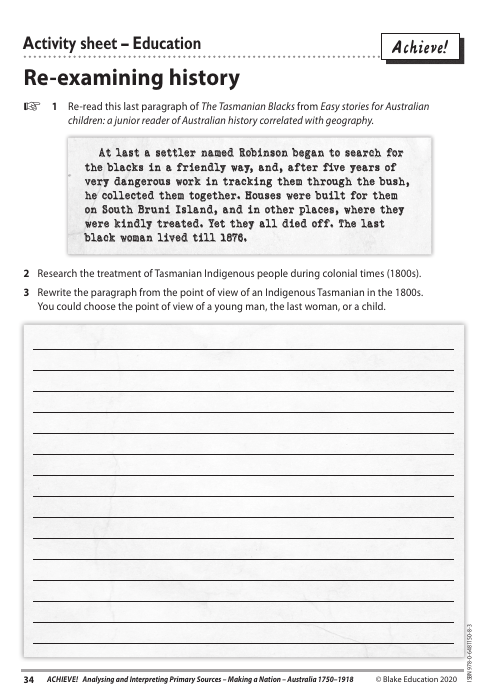 Activity sheet – Education
Achieve!
Re-examining history
1 Re-read this last paragraph of The Tasmanian Blacks from Easy stories for Australian
children: a junior reader of Australian history correlated with geography.
At last a settler named Robinson began to search for
the blacks in a friendly way, and, after five years of
very dangerous work in tracking them through the bush,
he collected them together. Houses were built for them
on South Bruni Island, and in other places, where they
were kindly treated. Yet they all died off. The last
black woman lived till 1876.
2 Research the treatment of Tasmanian Indigenous people during colonial times (1800s).
3 Rewrite the paragraph from the point of view of an Indigenous Tasmanian in the 1800s.
You could choose the point of view of a young man, the last woman, or a child.
34 ACHIEVE! Analysing and Interpreting Primary Sources – Making a Nation – Australia 1750–1918 © Blake Education 2020
ISBN 978-0-6487150-8-3